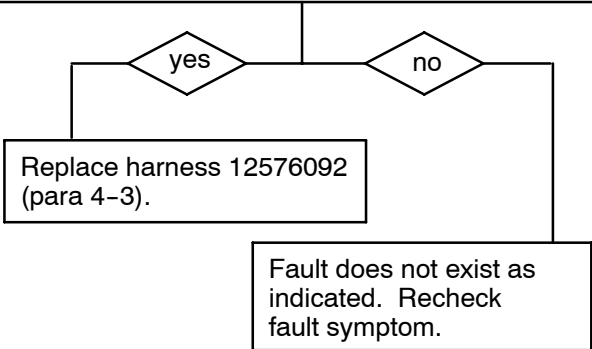 yes
no
Replace harness 12576092
(para 4-3).
Fault does not exist as
indicated. Recheck
fault symptom.